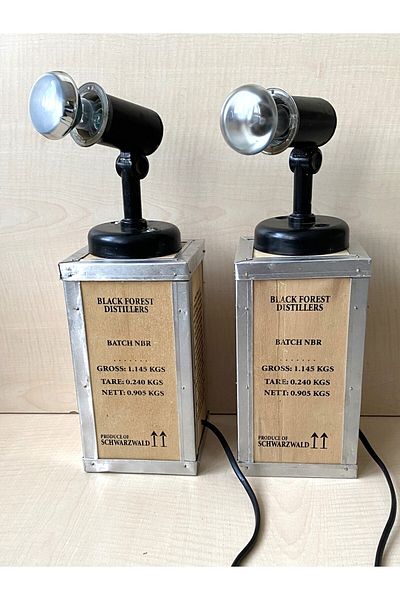 BLACK FOREST
DISTILLERS
BATCH NBR
.......
GROSS: 1.145 KGS
TARE: 0.240 KGS
NETT: 0.905 KGS
PRODUCE OF
SCHWARZWALD
BLACK FOREST
DISTILLERS
BATCH NBR
.......
GROSS: 1.145 KGS
TARE: 0.240 KGS
NETT: 0.905 KGS
PRODUCE OF
SCHWARZWALD